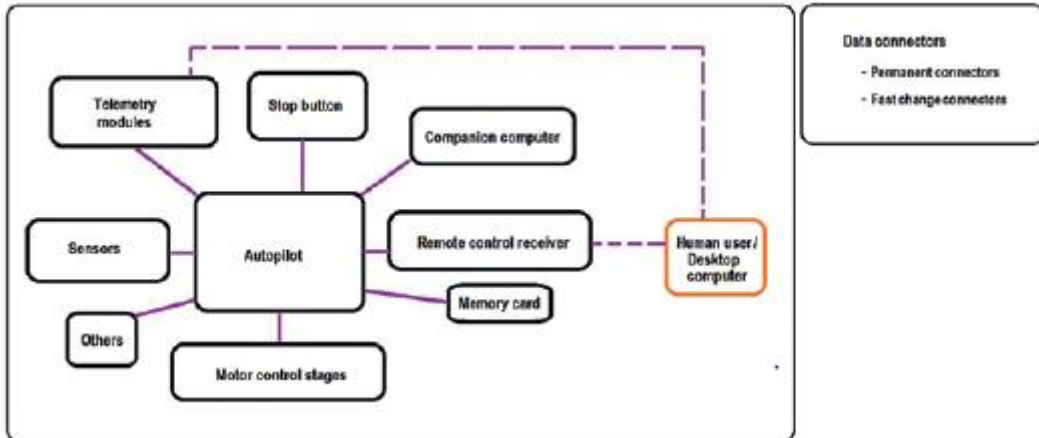 Telemetry
modules
Stop button
Companion computer
Sensors
Autopilot
Remote control receiver
Human user/
Desktop
computer
Memory card
Others
Motor control stages
Data connectors
- Permanent connectors
- Fast change connectors